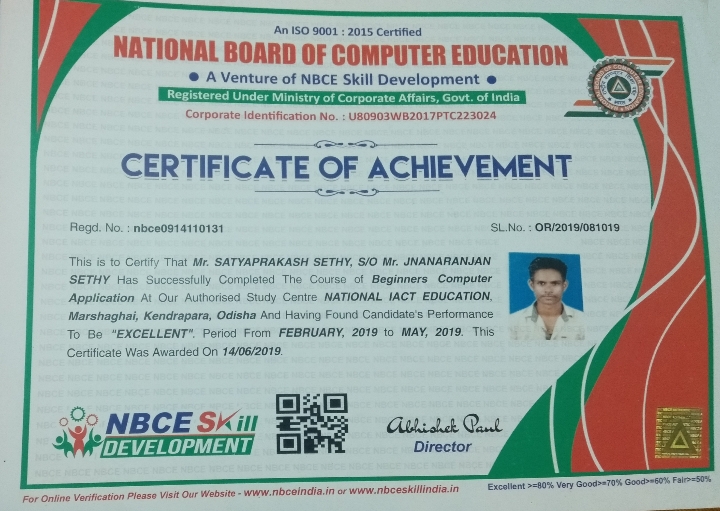 An ISO 9001 : 2015 Certified
NATIONAL BOARD OF COMPUTER EDUCATION
● A Venture of NBCE Skill Development ●
Registered Under Ministry of Corporate Affairs, Govt. of India
Corporate Identification No. : U80903WB2017PTC223024
CERTIFICATE OF ACHIEVEMENT
Regd. No. : nbce0914110131
SL.No. : OR/2019/081019
This is to Certify That Mr. SATYAPRAKASH SETHY, S/O Mr. JNANARANJAN
SETHY Has Successfully Completed The Course of Beginners Computer
Application At Our Authorised Study Centre NATIONAL IACT EDUCATION,
Marshaghai, Kendrapara, Odisha And Having Found Candidate's Performance
To Be "EXCELLENT". Period From FEBRUARY, 2019 to MAY, 2019. This
Certificate Was Awarded On 14/06/2019.
NBCE Skill
DEVELOPMENT
Abhishek Paul
Director
For Online Verification Please Visit Our Website - www.nbceindia.in or www.nbceskillindia.in
Excellent >=80% Very Good>=70% Good>=60% Fair>=50%